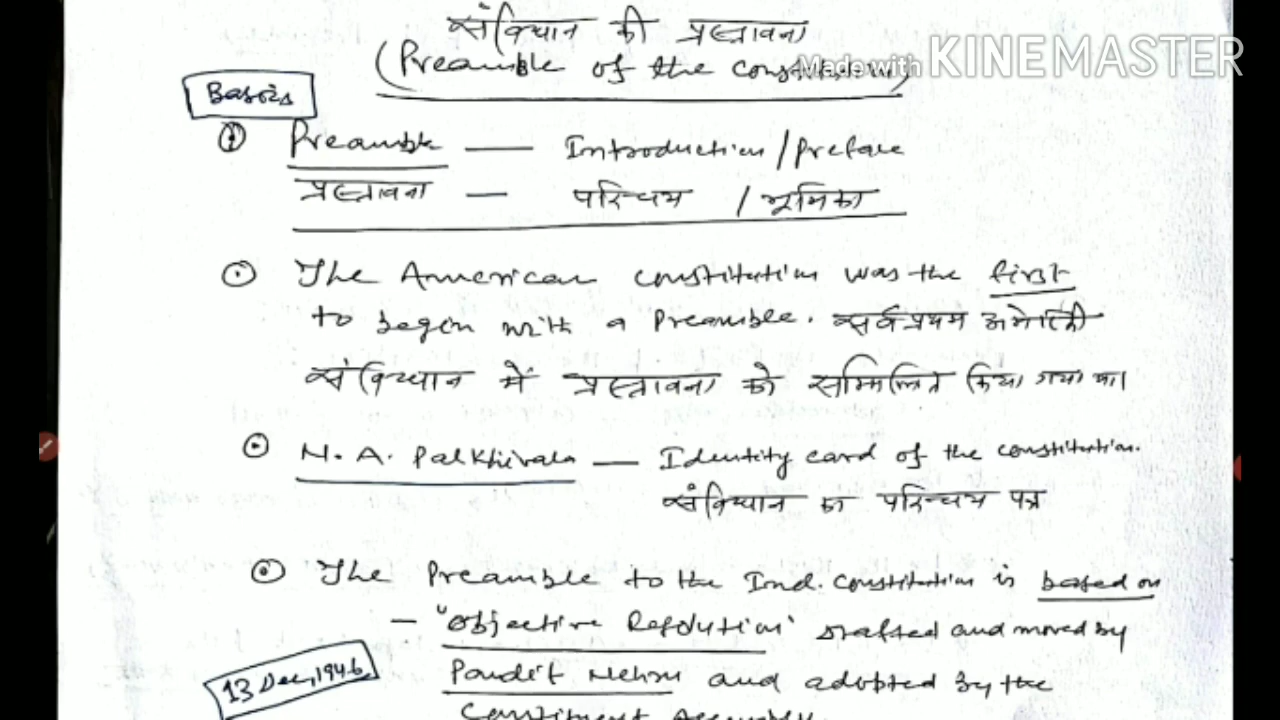 संविधान की प्रस्तावना
(Preamble of the constitution)
Made with KINEMASTER
Basics
Preamble — Introduction/Preface
प्रस्तावना — परिचय / भूमिका
The American constitution was the first
to begin with a Preamble. सर्वप्रथम अमेरिकी
संविधान में प्रस्तावना को सम्मिलित किया गया था।
N. A. Palkhivala — Identity card of the constitution.
संविधान का परिचय पत्र
The Preamble to the Ind. constitution is based on
— "Objective Resolution" drafted and moved by
13 Dec, 1946
Pandit Nehru and adopted by the
Constituent Assembly.